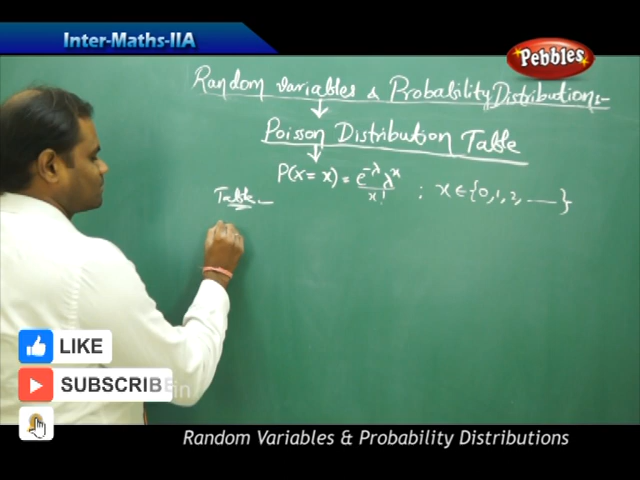 Inter-Maths-IIA
Pebbles
Random Variables & Probability Distributions:-
Poisson Distribution Table
P(X = x) = e^-λ λ^x / x! ; x ∈ {0, 1, 2, ___}
Table:-
LIKE
SUBSCRIBE
Random Variables & Probability Distributions